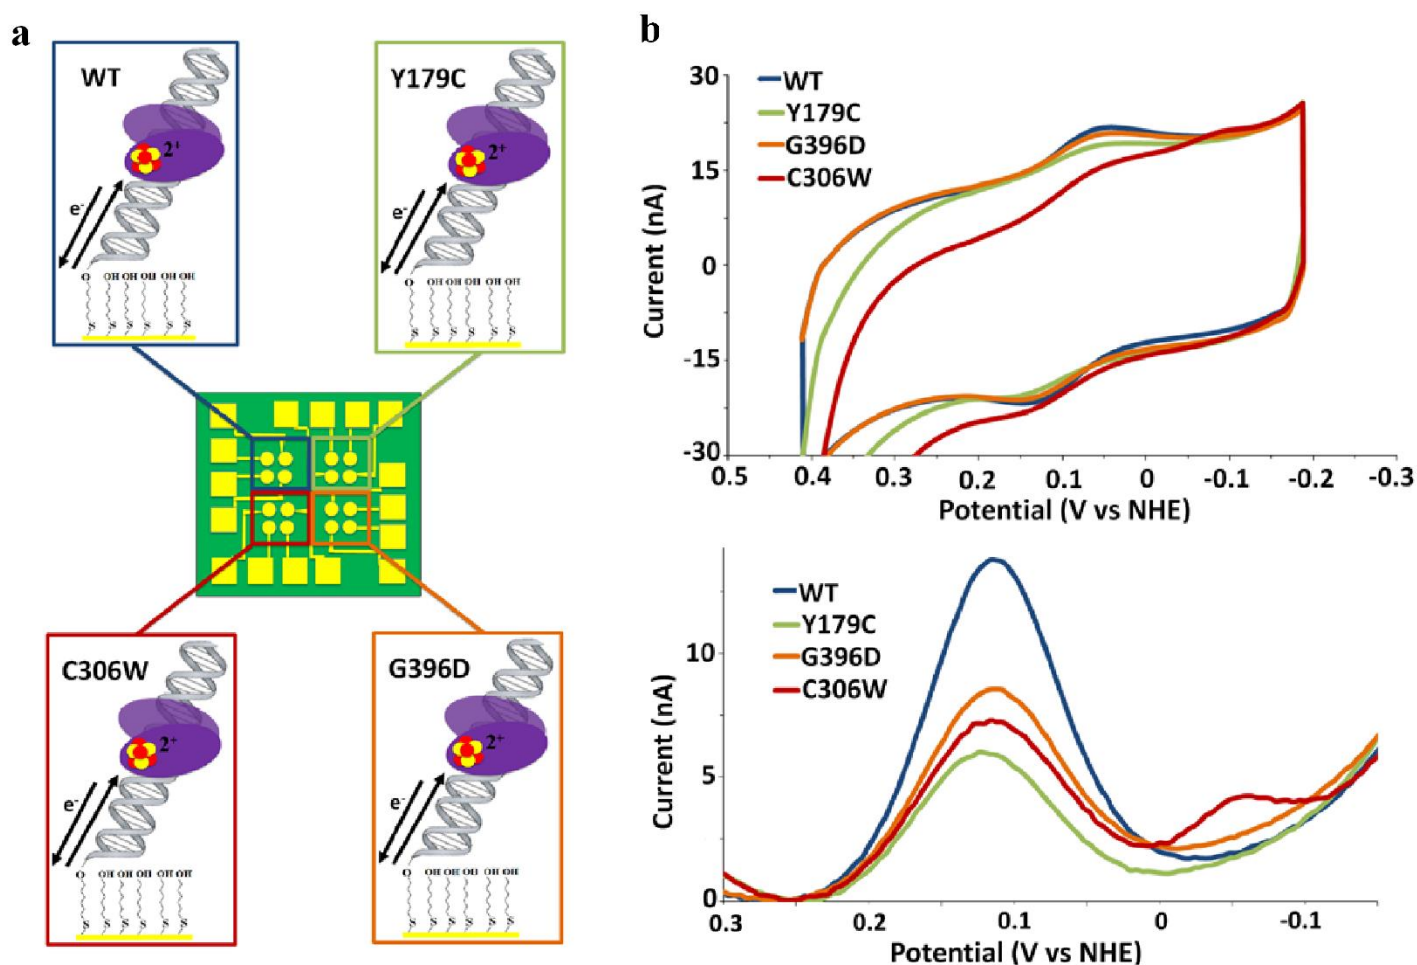 a
WT
2+
e-
O OH OH OH OH OH
S S S S S S
Y179C
2+
e-
O OH OH OH OH OH
S S S S S S
C306W
2+
e-
O OH OH OH OH OH
S S S S S S
G396D
2+
e-
O OH OH OH OH OH
S S S S S S
b
WT
Y179C
G396D
C306W
Current (nA)
30
15
0
-15
-30
0.5 0.4 0.3 0.2 0.1 0 -0.1 -0.2 -0.3
Potential (V vs NHE)
WT
Y179C
G396D
C306W
Current (nA)
10
5
0
0.3 0.2 0.1 0 -0.1
Potential (V vs NHE)